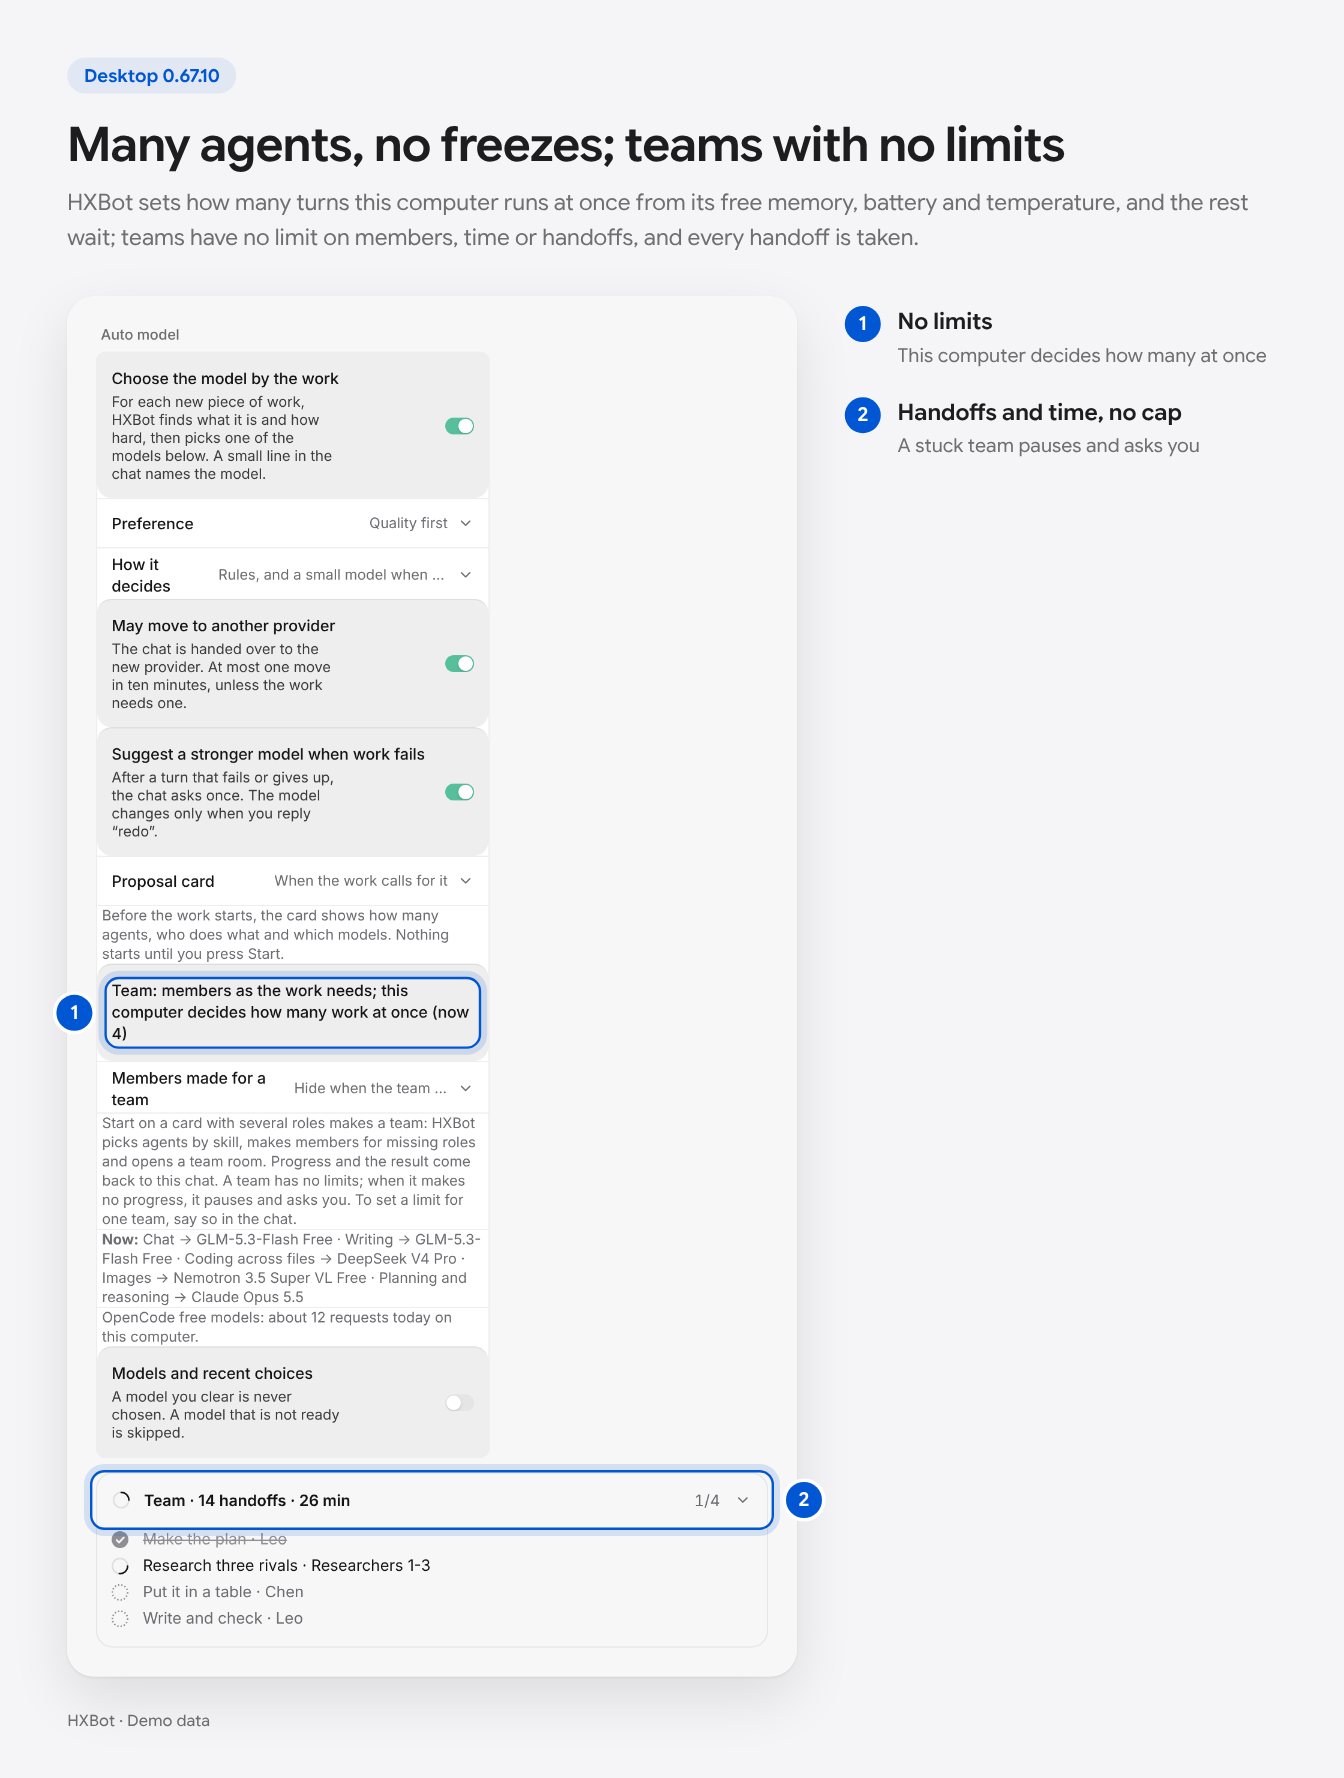 Desktop 0.67.10
Many agents, no freezes; teams with no limits
HXBot sets how many turns this computer runs at once from its free memory, battery and temperature, and the rest
wait; teams have no limit on members, time or handoffs, and every handoff is taken.
Auto model
Choose the model by the work
For each new piece of work,
HXBot finds what it is and how
hard, then picks one of the
models below. A small line in the
chat names the model.
Preference Quality first
How it
decides
Rules, and a small model when ...
May move to another provider
The chat is handed over to the
new provider. At most one move
in ten minutes, unless the work
needs one.
Suggest a stronger model when work fails
After a turn that fails or gives up,
the chat asks once. The model
changes only when you reply
“redo”.
Proposal card When the work calls for it
Before the work starts, the card shows how many
agents, who does what and which models. Nothing
starts until you press Start.
1
Team: members as the work needs; this
computer decides how many work at once (now
4)
Members made for a
team
Hide when the team ...
Start on a card with several roles makes a team: HXBot
picks agents by skill, makes members for missing roles
and opens a team room. Progress and the result come
back to this chat. A team has no limits; when it makes
no progress, it pauses and asks you. To set a limit for
one team, say so in the chat.
Now: Chat → GLM-5.3-Flash Free · Writing → GLM-5.3-
Flash Free · Coding across files → DeepSeek V4 Pro ·
Images → Nemotron 3.5 Super VL Free · Planning and
reasoning → Claude Opus 5.5
OpenCode free models: about 12 requests today on
this computer.
Models and recent choices
A model you clear is never
chosen. A model that is not ready
is skipped.
Team · 14 handoffs · 26 min 1/4
2
Make the plan · Leo
Research three rivals · Researchers 1-3
Put it in a table · Chen
Write and check · Leo
1 No limits
This computer decides how many at once
2 Handoffs and time, no cap
A stuck team pauses and asks you
HXBot · Demo data